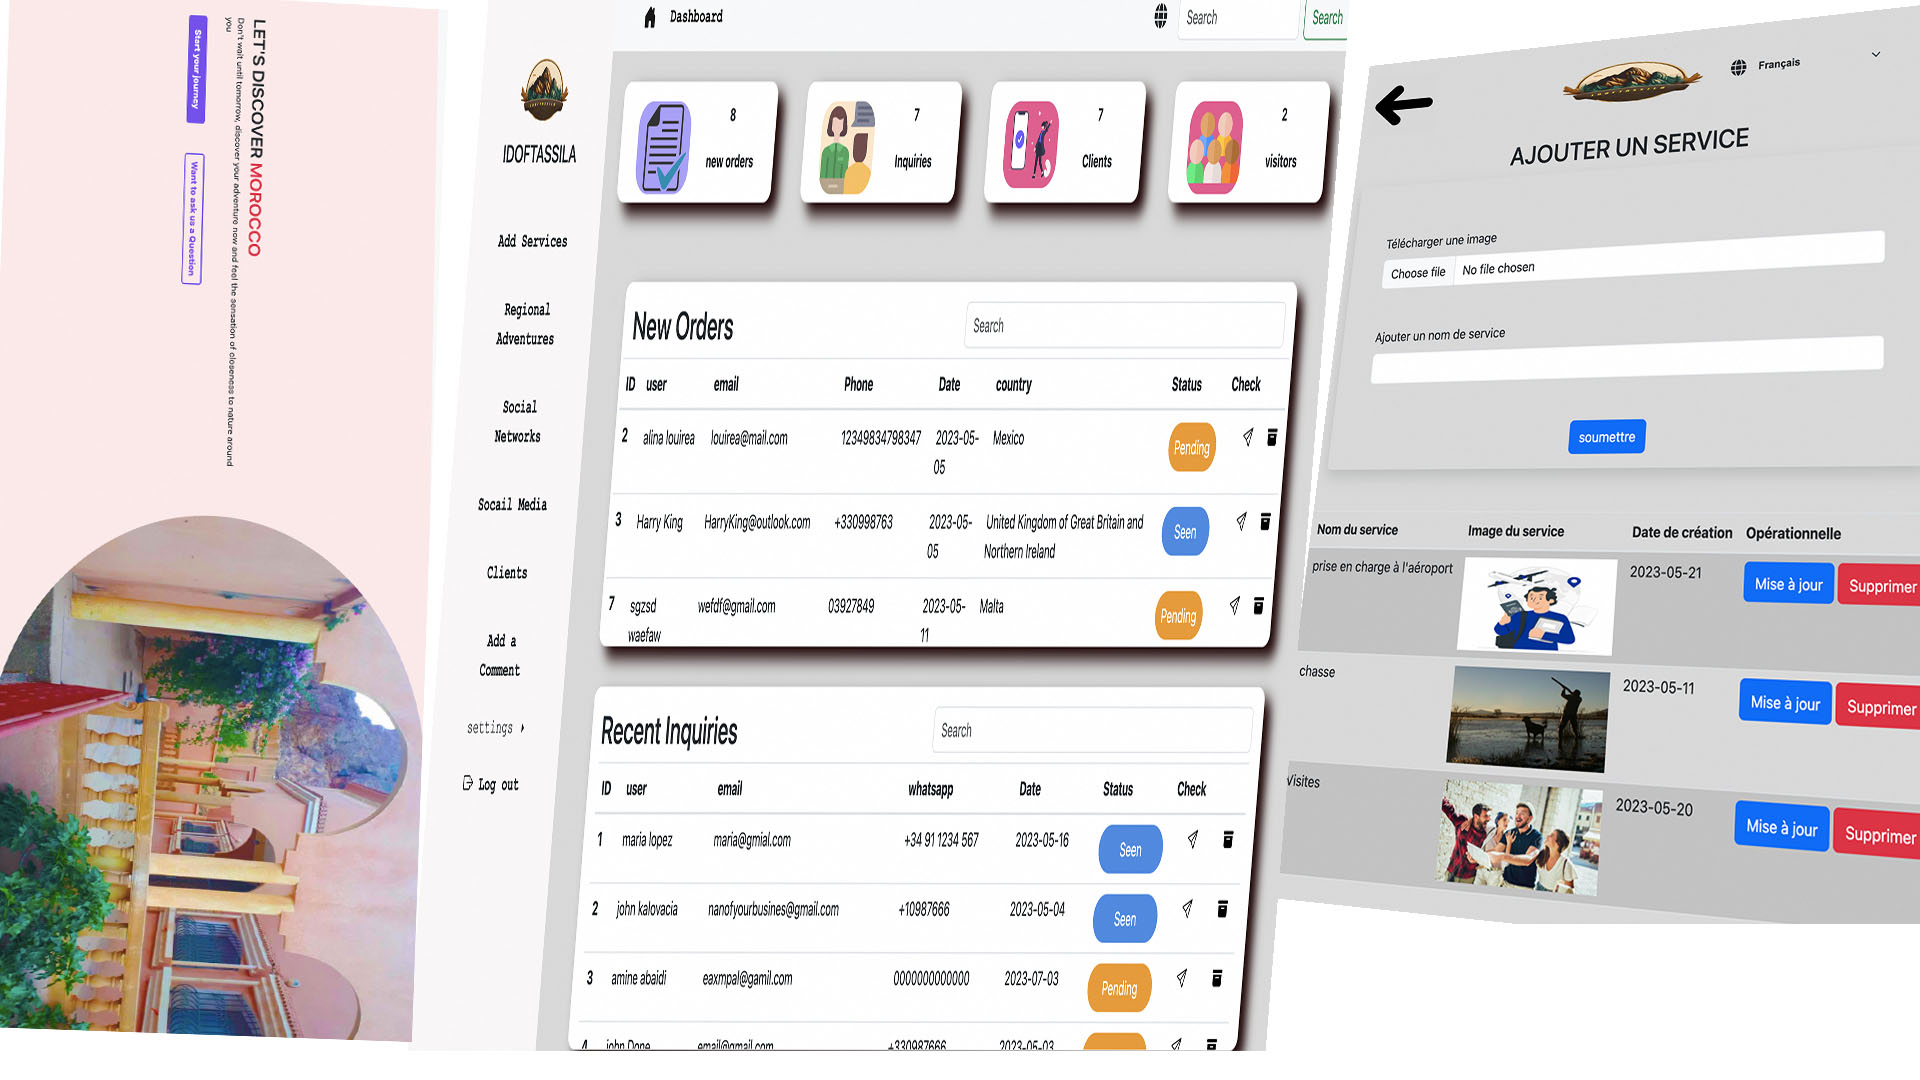 LET'S DISCOVER MOROCCO
Don't wait until tomorrow, discover your adventure now and feel the sensation of closeness to nature around
you
Start your journey
Want to ask us a Question
IDOFTASSILA
Add Services
Regional
Adventures
Social
Networks
Socail Media
Clients
Add a
Comment
settings
Log out
Dashboard
Search
Search
8
new orders
7
Inquiries
7
Clients
2
visitors
New Orders
Search
ID user email Phone Date country Status Check
2 alina louirea louirea@mail.com 12349834798347 2023-05- Mexico Pending
05
3 Harry King HarryKing@outlook.com +330998763 2023-05- United Kingdom of Great Britain and Seen
05 Northern Ireland
7 sgzsd wefdf@gmail.com 03927849 2023-05- Malta Pending
waefaw 11
Recent Inquiries
Search
ID user email whatsapp Date Status Check
1 maria lopez maria@gmial.com +34 91 1234 567 2023-05-16 Seen
2 john kalovacia nanofyourbusines@gmail.com +10987666 2023-05-04 Seen
3 amine abaidi eaxmpal@gamil.com 0000000000000 2023-07-03 Pending
4 john Done email@gmail.com +330987666 2023-05-03
Français
AJOUTER UN SERVICE
Télécharger une image
Choose file No file chosen
Ajouter un nom de service
soumettre
Nom du service Image du service Date de création Opérationnelle
prise en charge à l'aéroport 2023-05-21 Mise à jour Supprimer
chasse 2023-05-11 Mise à jour Supprimer
Visites 2023-05-20 Mise à jour Supprimer